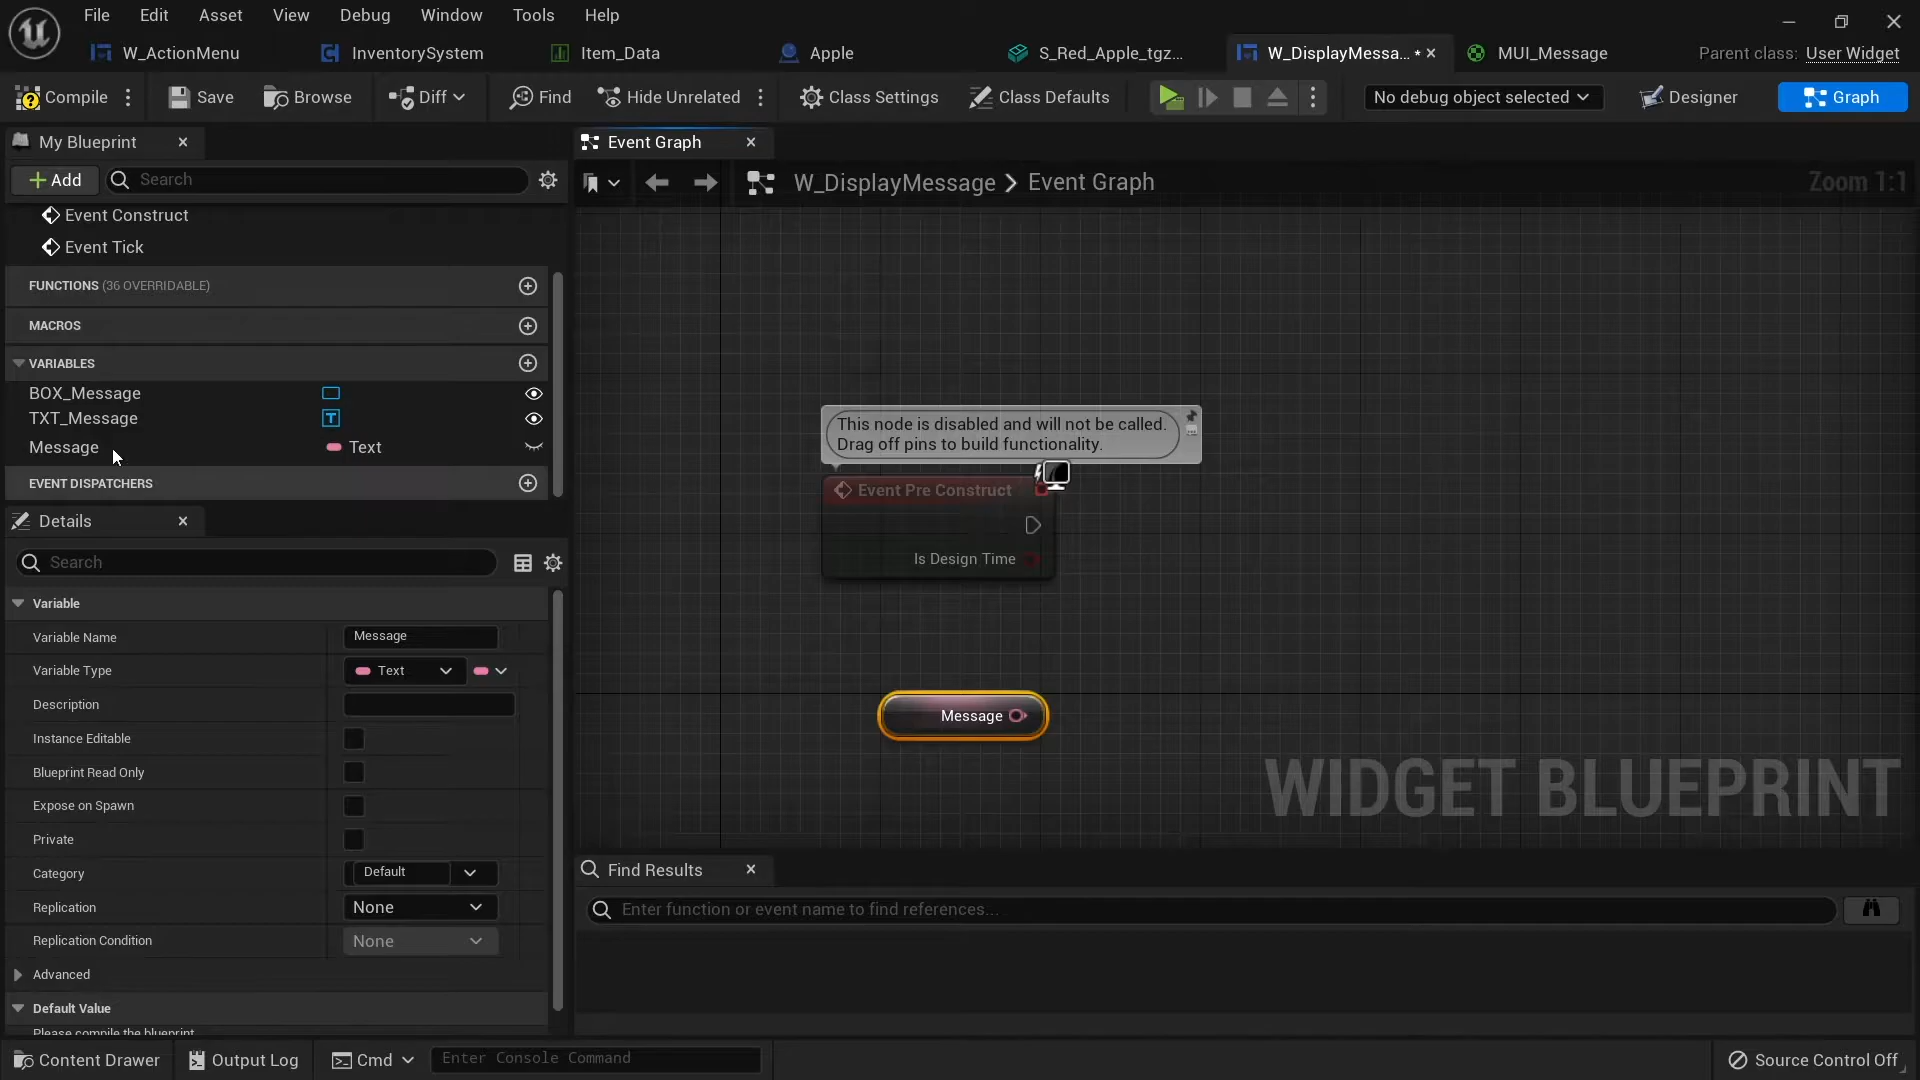 File Edit Asset View Debug Window Tools Help
W_ActionMenu InventorySystem Item_Data Apple S_Red_Apple_tgz... W_DisplayMessa... • MUI_Message Parent class: User Widget
Compile Save Browse Diff Find Hide Unrelated Class Settings Class Defaults No debug object selected Designer Graph
My Blueprint
Event Graph
+ Add Search
W_DisplayMessage > Event Graph Zoom 1:1
Event Construct
Event Tick
FUNCTIONS (36 OVERRIDABLE)
MACROS
VARIABLES
BOX_Message
TXT_Message
Message Text
EVENT DISPATCHERS
This node is disabled and will not be called.
Drag off pins to build functionality.
Event Pre Construct
Is Design Time
Message
WIDGET BLUEPRINT
Details
Search
Variable
Variable Name Message
Variable Type Text
Description
Instance Editable
Blueprint Read Only
Expose on Spawn
Private
Category Default
Replication None
Replication Condition None
Advanced
Default Value
Please compile the blueprint
Find Results
Enter function or event name to find references...
Content Drawer Output Log Cmd Enter Console Command Source Control Off